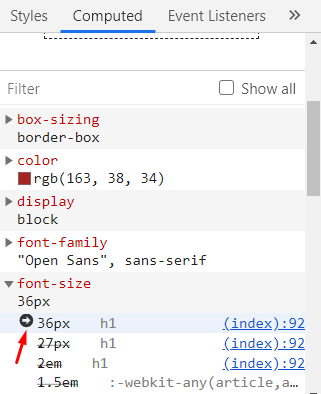 Styles Computed Event Listeners »
Filter Show all
box-sizing
border-box
color
rgb(163, 38, 34)
display
block
font-family
"Open Sans", sans-serif
font-size
36px
36px h1 (index):92
27px h1 (index):92
2em h1 (index):92
1.5em :-webkit-any(article,a…